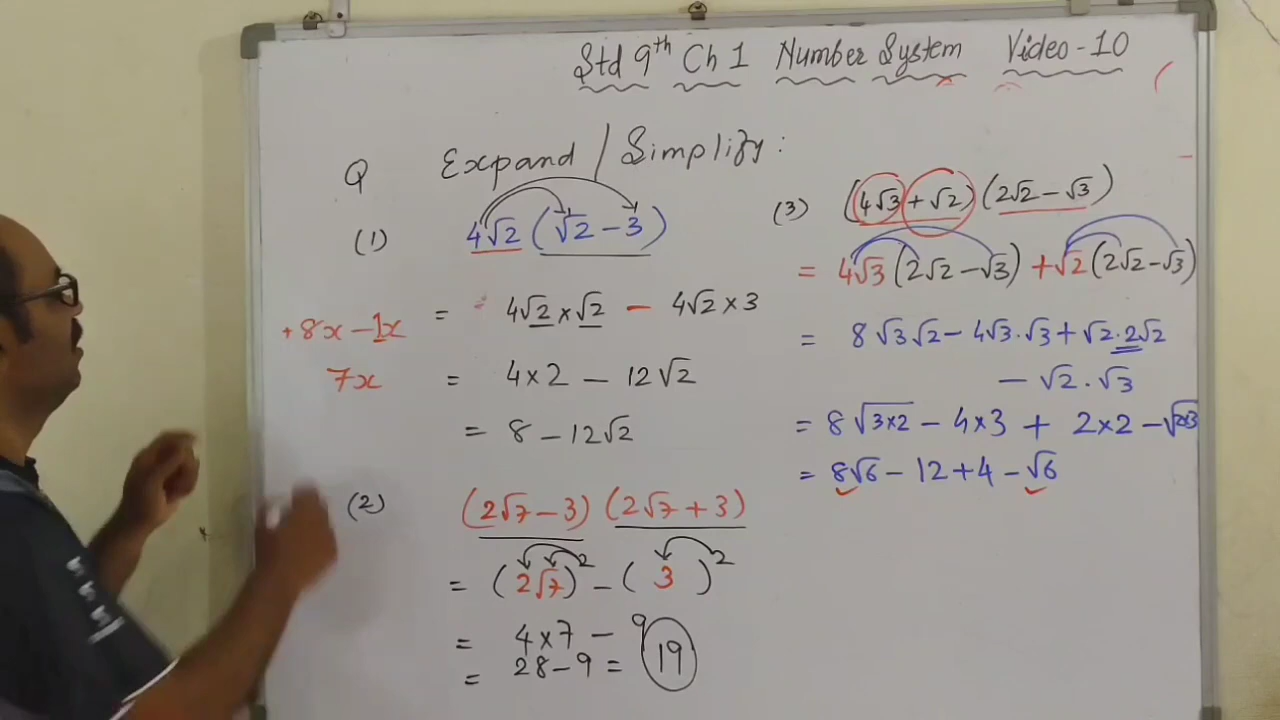 Std 9th Ch 1 Number System Video-10
Q Expand / Simplify:
(1) 4√2 (√2 - 3)
= 4√2 × √2 - 4√2 × 3
= 4×2 - 12√2
= 8 - 12√2
+8x - 1x
7x
(2) (2√7 - 3) (2√7 + 3)
= (2√7)² - (3)²
= 4×7 - 9
= 28 - 9 = 19
(3) (4√3 + √2) (2√2 - √3)
= 4√3 (2√2 - √3) + √2 (2√2 - √3)
= 8√3√2 - 4√3.√3 + √2.2√2
- √2.√3
= 8√3×2 - 4×3 + 2×2 - √2×3
= 8√6 - 12 + 4 - √6